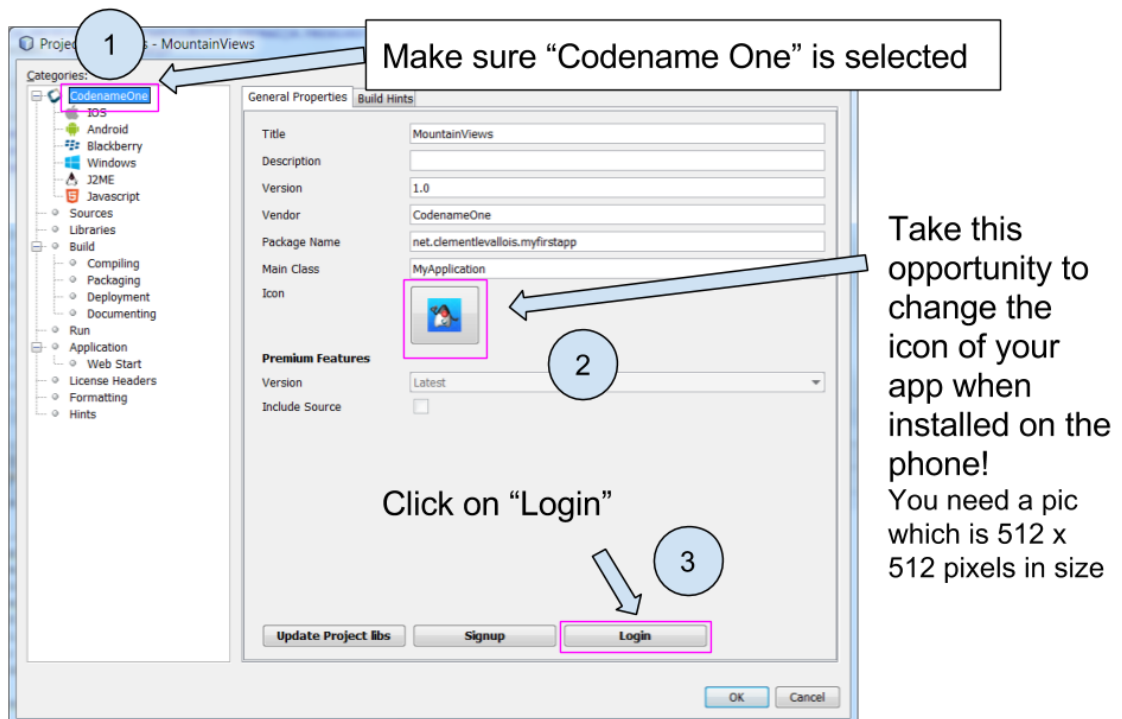 1
Make sure “Codename One” is selected
- MountainViews
Categories:
CodenameOne
IOS
Android
Blackberry
Windows
J2ME
Javascript
Sources
Libraries
Build
Compiling
Packaging
Deployment
Documenting
Run
Application
Web Start
License Headers
Formatting
Hints
General Properties Build Hints
Title MountainViews
Description
Version 1.0
Vendor CodenameOne
Package Name net.clementlevallois.myfirstapp
Main Class MyApplication
Icon
2
Premium Features
Version Latest
Include Source
Take this
opportunity to
change the
icon of your
app when
installed on the
phone!
You need a pic
which is 512 x
512 pixels in size
Click on “Login”
3
Update Project libs Signup Login
OK Cancel